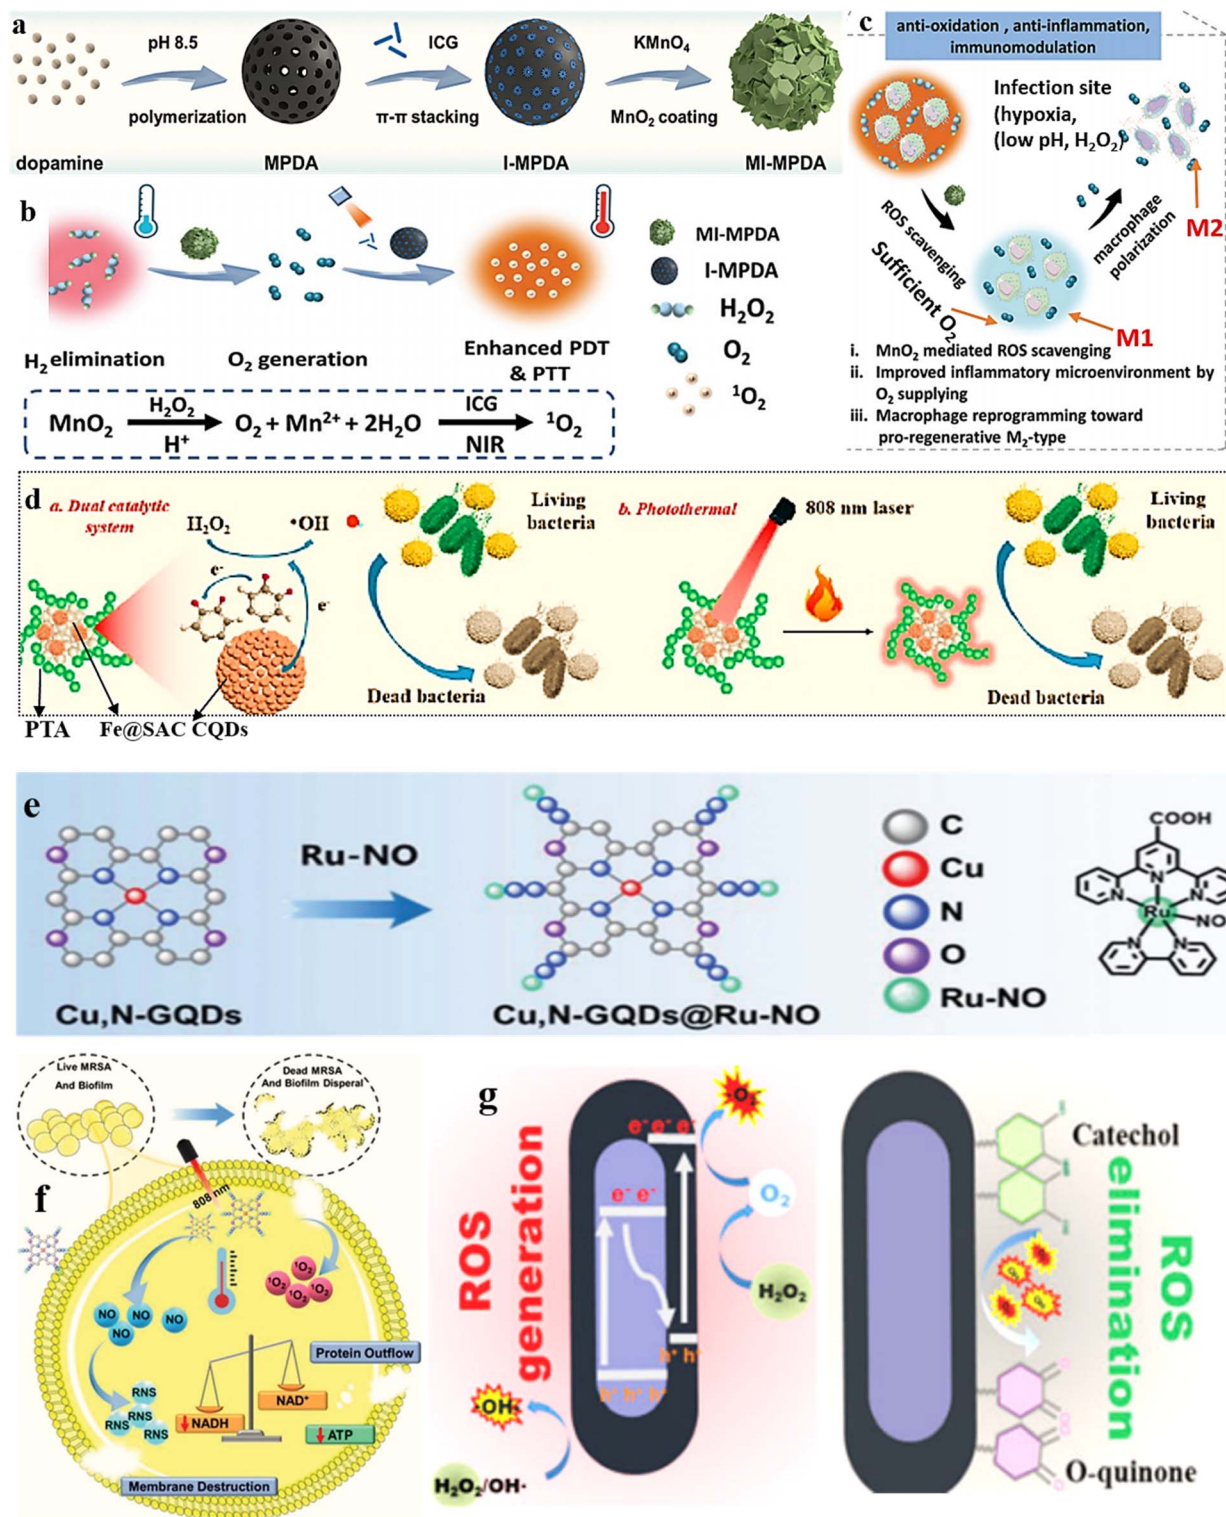 a
pH 8.5
polymerization
ICG
π-π stacking
KMnO4
MnO2 coating
dopamine
MPDA
I-MPDA
MI-MPDA
b
H2 elimination
O2 generation
Enhanced PDT
& PTT
MI-MPDA
I-MPDA
H2O2
O2
1O2
MnO2
H2O2
H+
O2 + Mn2+ + 2H2O
ICG
NIR
1O2
c
anti-oxidation , anti-inflammation,
immunomodulation
Infection site
(hypoxia,
(low pH, H2O2)
ROS scavenging
Sufficient O2
macrophage
polarization
M2
M1
i. MnO2 mediated ROS scavenging
ii. Improved inflammatory microenvironment by
O2 supplying
iii. Macrophage reprogramming toward
pro-regenerative M2-type
d
a. Dual catalytic
system
H2O2
•OH
e-
e-
Living
bacteria
Dead bacteria
PTA
Fe@SAC CQDs
b. Photothermal
808 nm laser
Living
bacteria
Dead bacteria
e
Ru-NO
Cu,N-GQDs
Cu,N-GQDs@Ru-NO
C
Cu
N
O
Ru-NO
COOH
N
N
N
Ru
NO
N
N
Live MRSA
And Biofilm
Dead MRSA
And Biofilm Disperal
f
808 nm
NO
NO
NO
NO
1O2
1O2
1O2
1O2
RNS
RNS
RNS
RNS
Protein Outflow
NAD+
NADH
ATP
Membrane Destruction
g
ROS
generation
e- e- e-
e- e-
h+ h+
h+ h+ h+
·O2-
O2
H2O2
·OH·
H2O2/OH·
Catechol
O-quinone
ROS
elimination